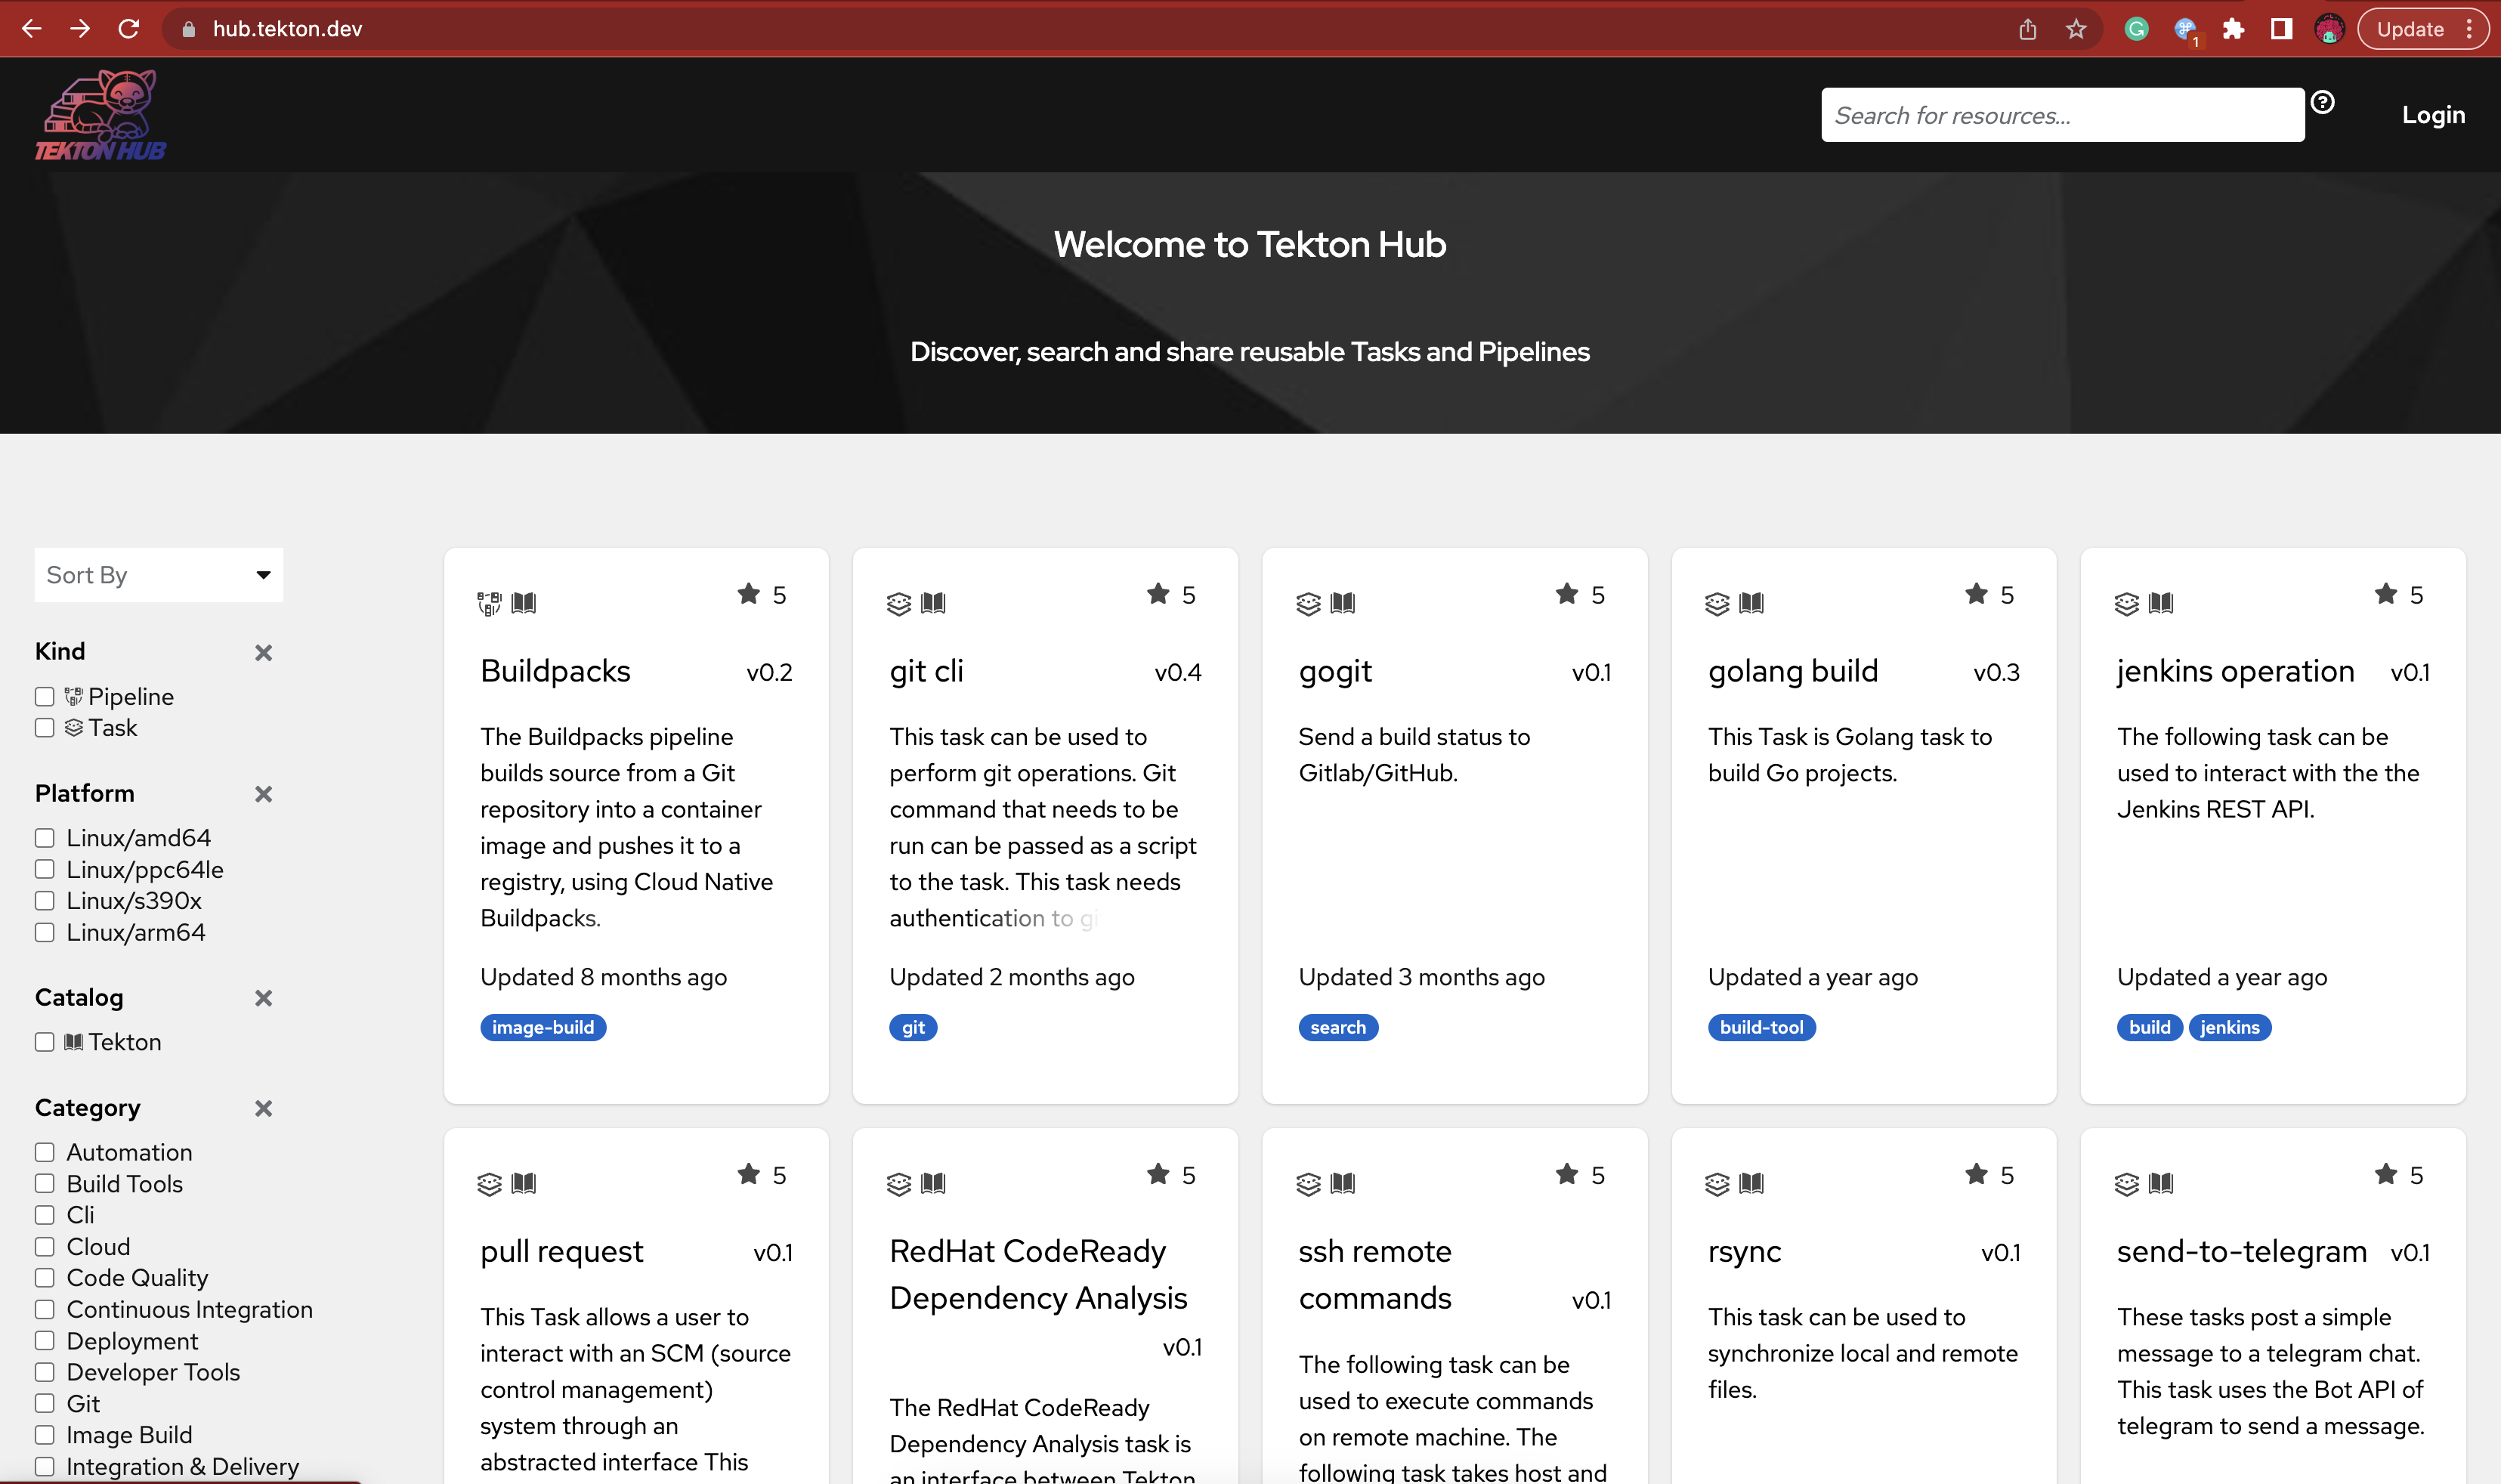 hub.tekton.dev
1
Update
TEKTON HUB
Search for resources...
Login
Welcome to Tekton Hub
Discover, search and share reusable Tasks and Pipelines
Sort By
Kind
Pipeline
Task
Platform
Linux/amd64
Linux/ppc64le
Linux/s390x
Linux/arm64
Catalog
Tekton
Category
Automation
Build Tools
Cli
Cloud
Code Quality
Continuous Integration
Deployment
Developer Tools
Git
Image Build
Integration & Delivery
5
Buildpacks v0.2
The Buildpacks pipeline
builds source from a Git
repository into a container
image and pushes it to a
registry, using Cloud Native
Buildpacks.
Updated 8 months ago
image-build
5
git cli v0.4
This task can be used to
perform git operations. Git
command that needs to be
run can be passed as a script
to the task. This task needs
authentication to gi
Updated 2 months ago
git
5
gogit v0.1
Send a build status to
Gitlab/GitHub.
Updated 3 months ago
search
5
golang build v0.3
This Task is Golang task to
build Go projects.
Updated a year ago
build-tool
5
jenkins operation v0.1
The following task can be
used to interact with the the
Jenkins REST API.
Updated a year ago
build jenkins
5
pull request v0.1
This Task allows a user to
interact with an SCM (source
control management)
system through an
abstracted interface This
5
RedHat CodeReady
Dependency Analysis
v0.1
The RedHat CodeReady
Dependency Analysis task is
an interface between Tekton
5
ssh remote
commands v0.1
The following task can be
used to execute commands
on remote machine. The
following task takes host and
5
rsync v0.1
This task can be used to
synchronize local and remote
files.
5
send-to-telegram v0.1
These tasks post a simple
message to a telegram chat.
This task uses the Bot API of
telegram to send a message.